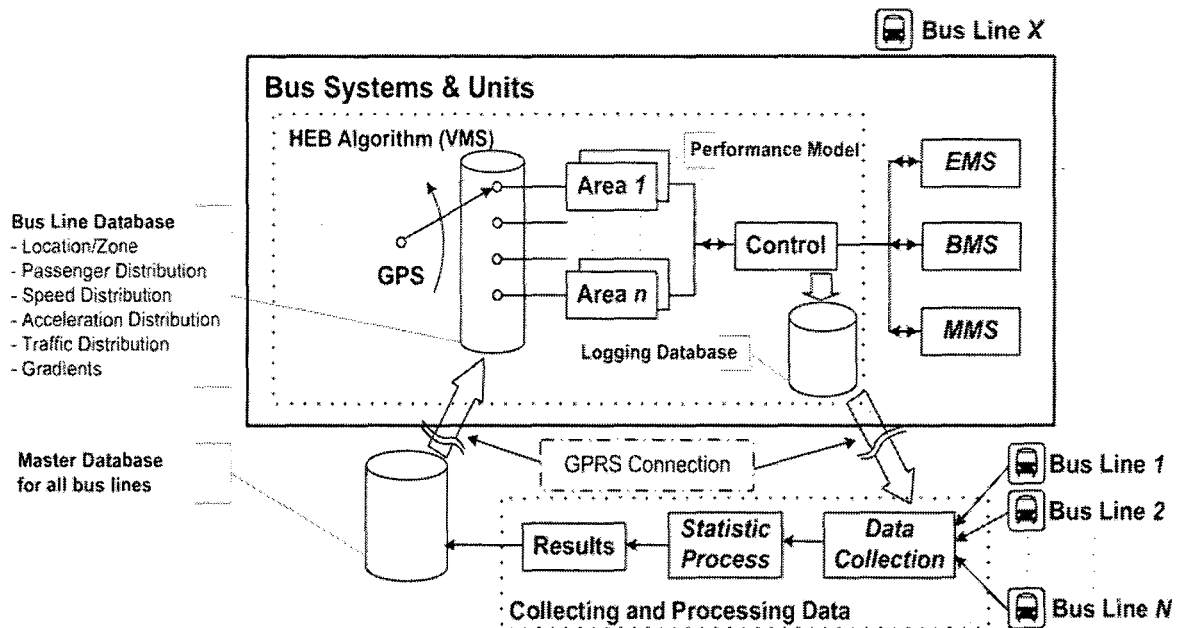 Bus Line X
Bus Systems & Units
HEB Algorithm (VMS)
Performance Model
EMS
Area 1
Bus Line Database
- Location/Zone
- Passenger Distribution
- Speed Distribution
- Acceleration Distribution
- Traffic Distribution
- Gradients
GPS
Control
BMS
Area n
MMS
Logging Database
Master Database
for all bus lines
GPRS Connection
Bus Line 1
Bus Line 2
Results
Statistic
Process
Data
Collection
Collecting and Processing Data
Bus Line N